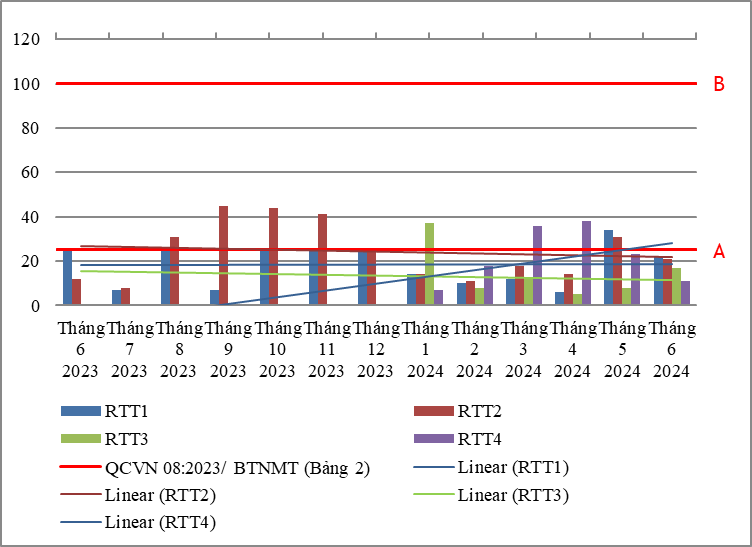 120
100
B
80
60
40
A
20
0
Tháng Tháng Tháng Tháng Tháng Tháng Tháng Tháng Tháng Tháng Tháng Tháng Tháng
6 7 8 9 10 11 12 1 2 3 4 5 6
2023 2023 2023 2023 2023 2023 2023 2024 2024 2024 2024 2024 2024
RTT1 RTT2
RTT3 RTT4
QCVN 08:2023/ BTNMT (Bảng 2) Linear (RTT1)
Linear (RTT2) Linear (RTT3)
Linear (RTT4)